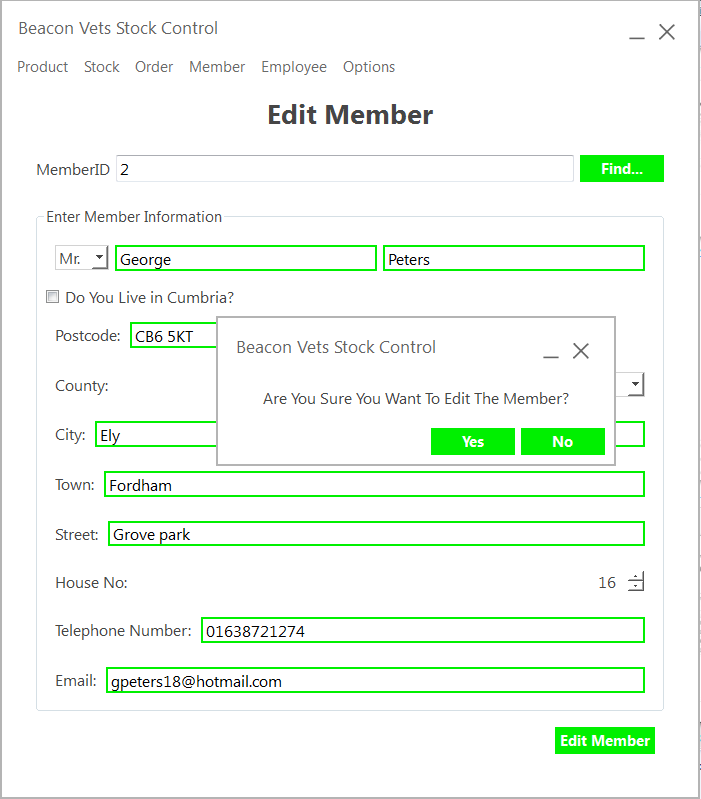 Beacon Vets Stock Control
Product Stock Order Member Employee Options
Edit Member
MemberID 2 Find...
Enter Member Information
Mr. George Peters
Do You Live in Cumbria?
Postcode: CB6 5KT
Beacon Vets Stock Control
County:
Are You Sure You Want To Edit The Member?
City: Ely
Yes No
Town: Fordham
Street: Grove park
House No: 16
Telephone Number: 01638721274
Email: gpeters18@hotmail.com
Edit Member